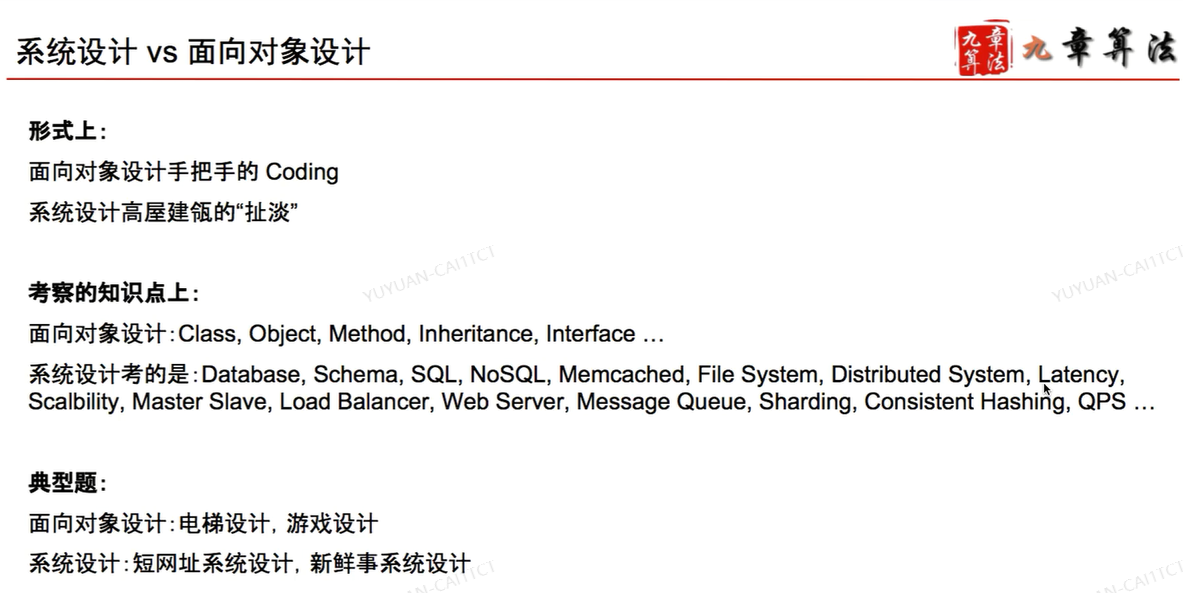 系统设计 vs 面向对象设计
九章算法
九章算法
形式上：
面向对象设计手把手的 Coding
系统设计高屋建瓴的“扯淡”
YUYUAN-CAI1TCT
YUYUAN-CAI1TCT
考察的知识点上：
面向对象设计：Class, Object, Method, Inheritance, Interface …
系统设计考的是：Database, Schema, SQL, NoSQL, Memcached, File System, Distributed System, Latency,
Scalbility, Master Slave, Load Balancer, Web Server, Message Queue, Sharding, Consistent Hashing, QPS …
典型题：
面向对象设计：电梯设计，游戏设计
系统设计：短网址系统设计，新鲜事系统设计